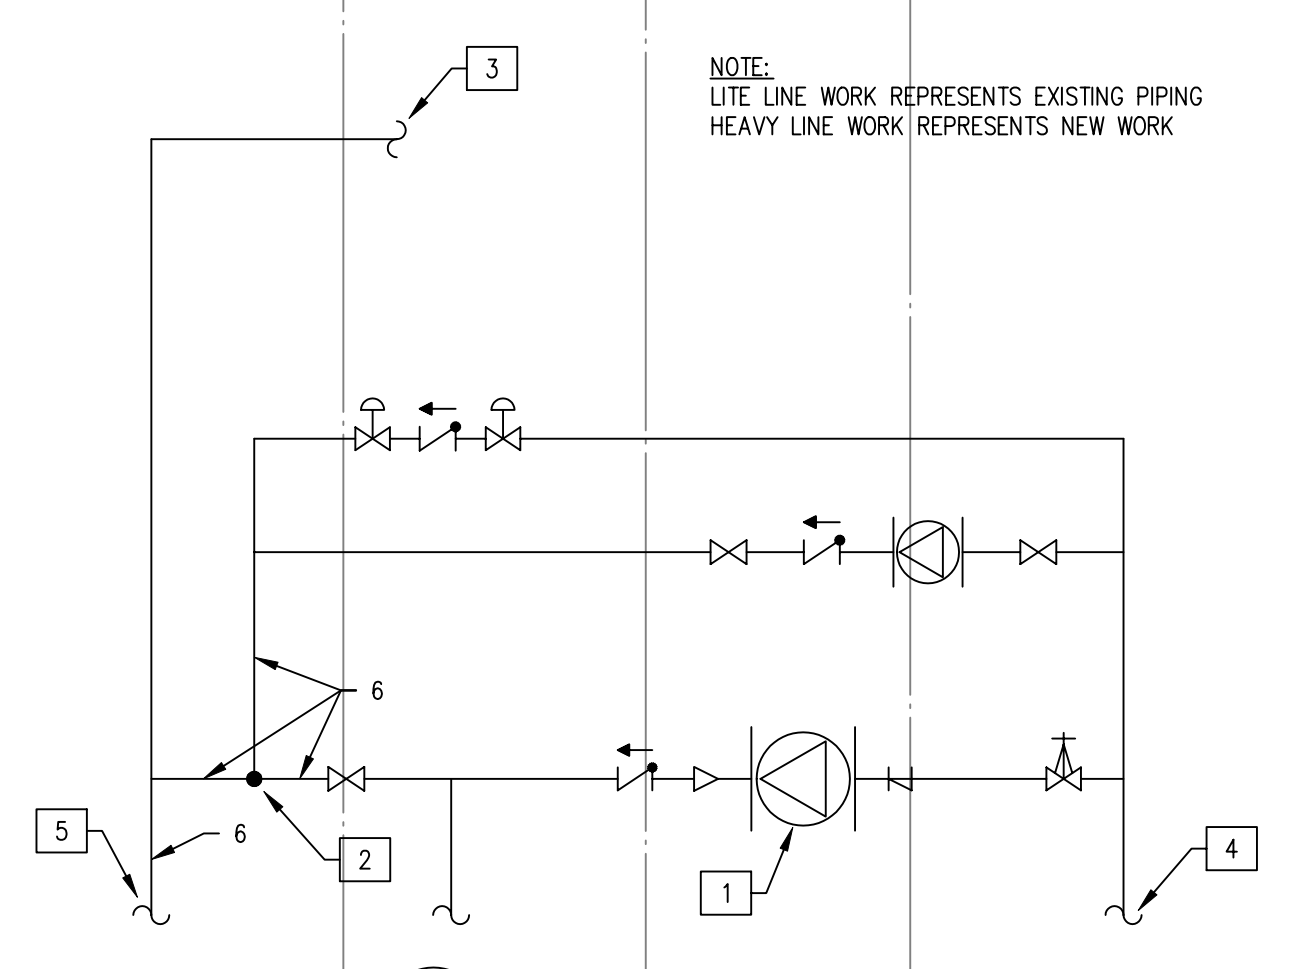 3
NOTE:
LITE LINE WORK REPRESENTS EXISTING PIPING
HEAVY LINE WORK REPRESENTS NEW WORK
6
5
6
2
1
4